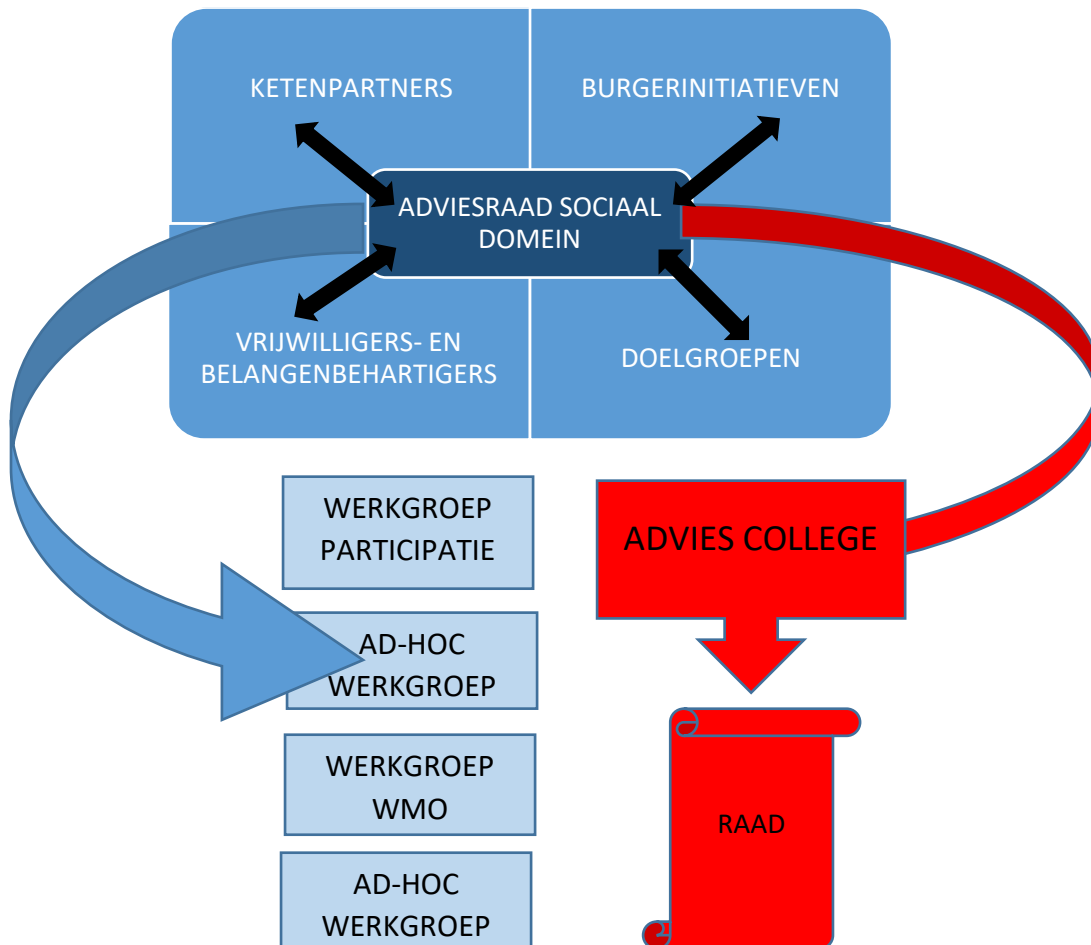 KETENPARTNERS
BURGERINITIATIEVEN
ADVIESRAAD SOCIAAL
DOMEIN
VRIJWILLIGERS- EN
BELANGENBEHARTIGERS
DOELGROEPEN
WERKGROEP
PARTICIPATIE
ADVIES COLLEGE
AD-HOC
WERKGROEP
WERKGROEP
WMO
RAAD
AD-HOC
WERKGROEP